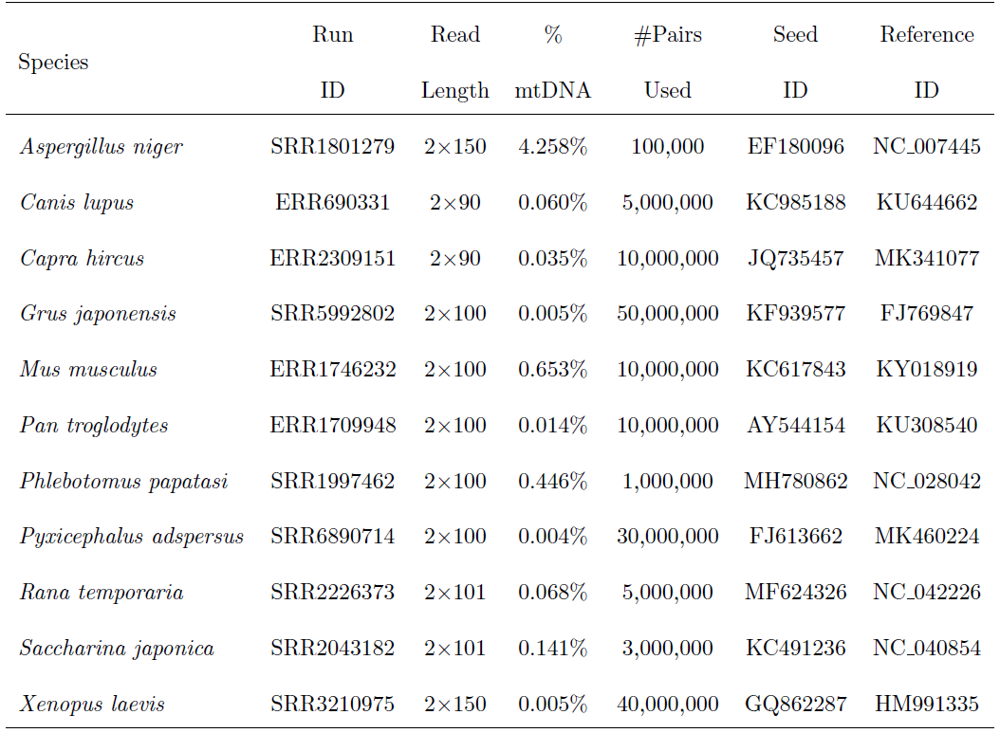 Species Run ID Read Length % mtDNA #Pairs Used Seed ID Reference ID
Aspergillus niger SRR1801279 2×150 4.258% 100,000 EF180096 NC_007445
Canis lupus ERR690331 2×90 0.060% 5,000,000 KC985188 KU644662
Capra hircus ERR2309151 2×90 0.035% 10,000,000 JQ735457 MK341077
Grus japonensis SRR5992802 2×100 0.005% 50,000,000 KF939577 FJ769847
Mus musculus ERR1746232 2×100 0.653% 10,000,000 KC617843 KY018919
Pan troglodytes ERR1709948 2×100 0.014% 10,000,000 AY544154 KU308540
Phlebotomus papatasi SRR1997462 2×100 0.446% 1,000,000 MH780862 NC_028042
Pyxicephalus adspersus SRR6890714 2×100 0.004% 30,000,000 FJ613662 MK460224
Rana temporaria SRR2226373 2×101 0.068% 5,000,000 MF624326 NC_042226
Saccharina japonica SRR2043182 2×101 0.141% 3,000,000 KC491236 NC_040854
Xenopus laevis SRR3210975 2×150 0.005% 40,000,000 GQ862287 HM991335